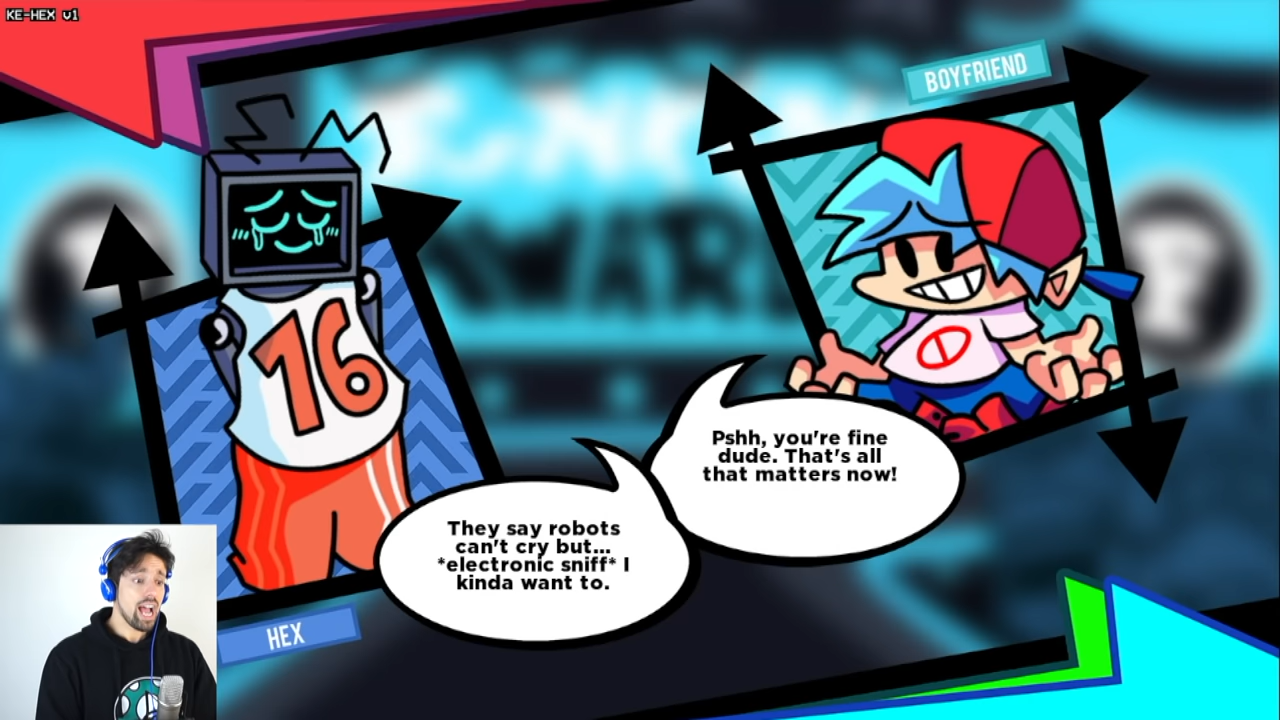 KE-HEX v1
BOYFRIEND
16
Pshh, you're fine
dude. That's all
that matters now!
They say robots
can't cry but...
*electronic sniff* I
kinda want to.
HEX